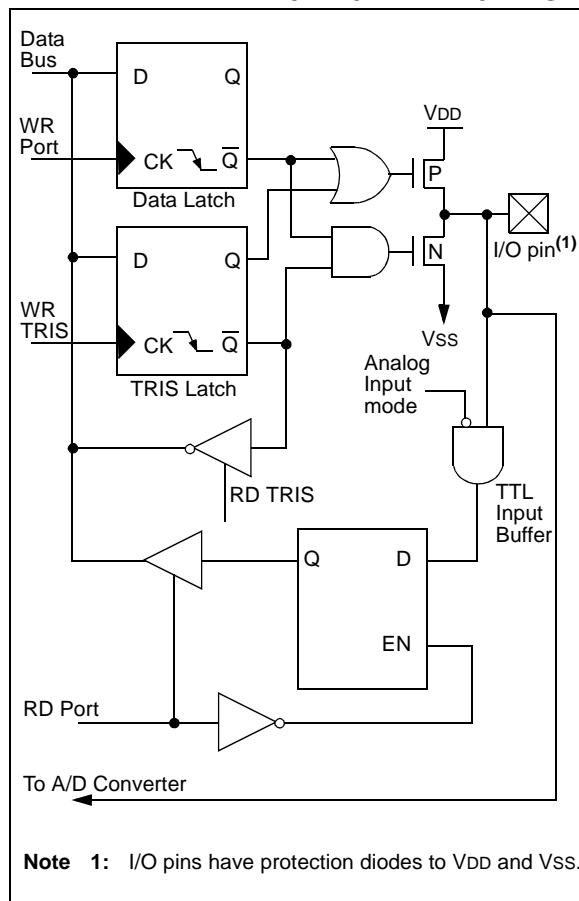 Data
Bus
D
Q
WR
Port
CK
Q
Data Latch
VDD
P
N
I/O pin(1)
VSS
D
Q
WR
TRIS
CK
Q
TRIS Latch
Analog
Input
mode
RD TRIS
TTL
Input
Buffer
Q
D
EN
RD Port
To A/D Converter
Note 1: I/O pins have protection diodes to VDD and VSS.